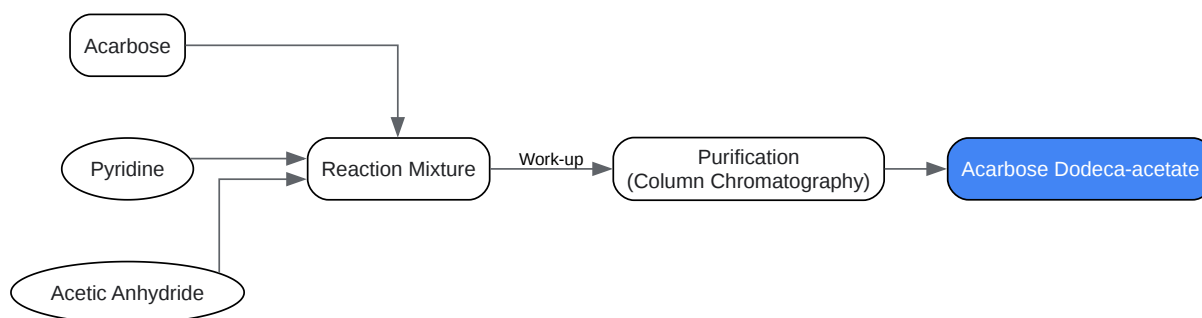 Acarbose
Pyridine
Acetic Anhydride
Reaction Mixture
Work-up
Purification
(Column Chromatography)
Acarbose Dodeca-acetate